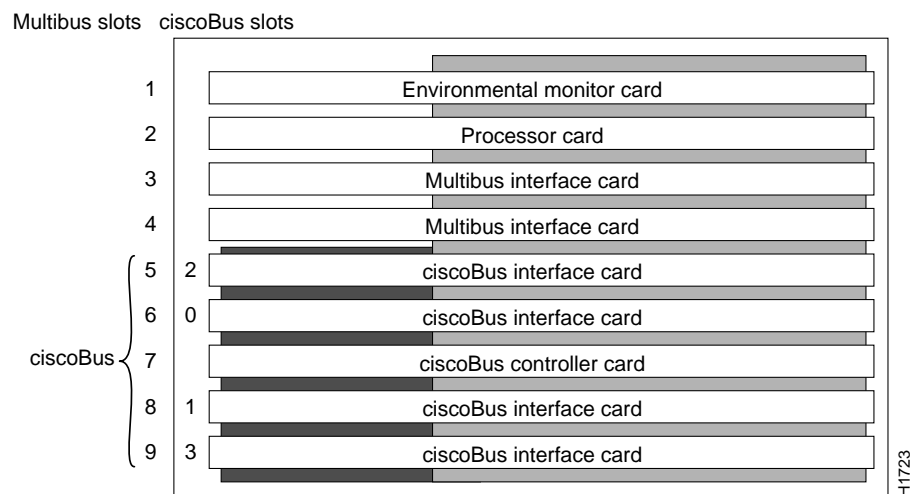 Multibus slots ciscoBus slots
1 Environmental monitor card
2 Processor card
3 Multibus interface card
4 Multibus interface card
5 2 ciscoBus interface card
6 0 ciscoBus interface card
ciscoBus 7 ciscoBus controller card
8 1 ciscoBus interface card
9 3 ciscoBus interface card
H1723